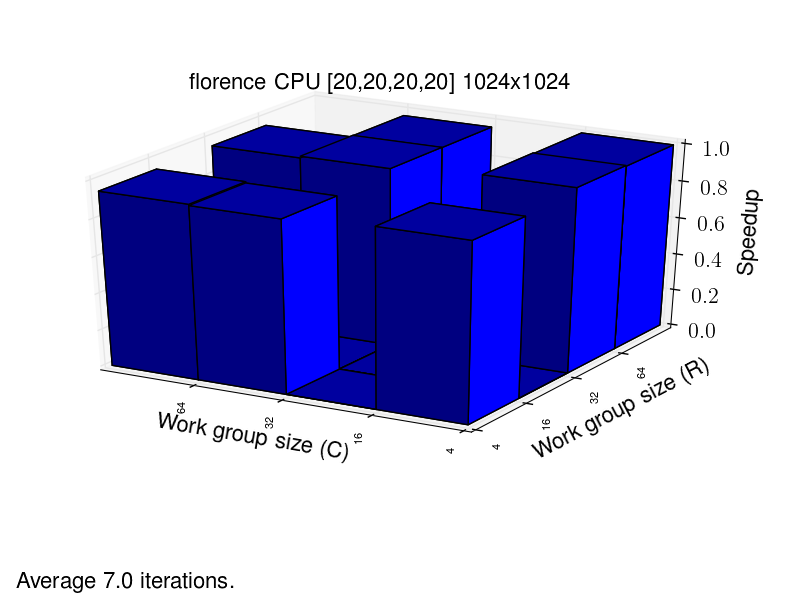 florence CPU [20,20,20,20] 1024x1024
1.0
0.8
0.6
0.4
0.2
0.0
Speedup
64
32
16
4
Work group size (C)
4
16
32
64
Work group size (R)
Average 7.0 iterations.